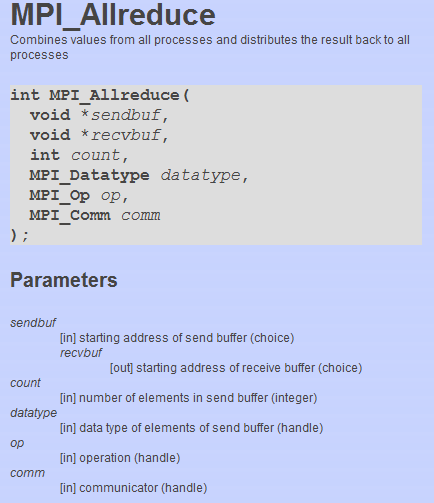 MPI_Allreduce
Combines values from all processes and distributes the result back to all
processes
int MPI_Allreduce(
void *sendbuf,
void *recvbuf,
int count,
MPI_Datatype datatype,
MPI_Op op,
MPI_Comm comm
);
Parameters
sendbuf
[in] starting address of send buffer (choice)
recvbuf
[out] starting address of receive buffer (choice)
count
[in] number of elements in send buffer (integer)
datatype
[in] data type of elements of send buffer (handle)
op
[in] operation (handle)
comm
[in] communicator (handle)